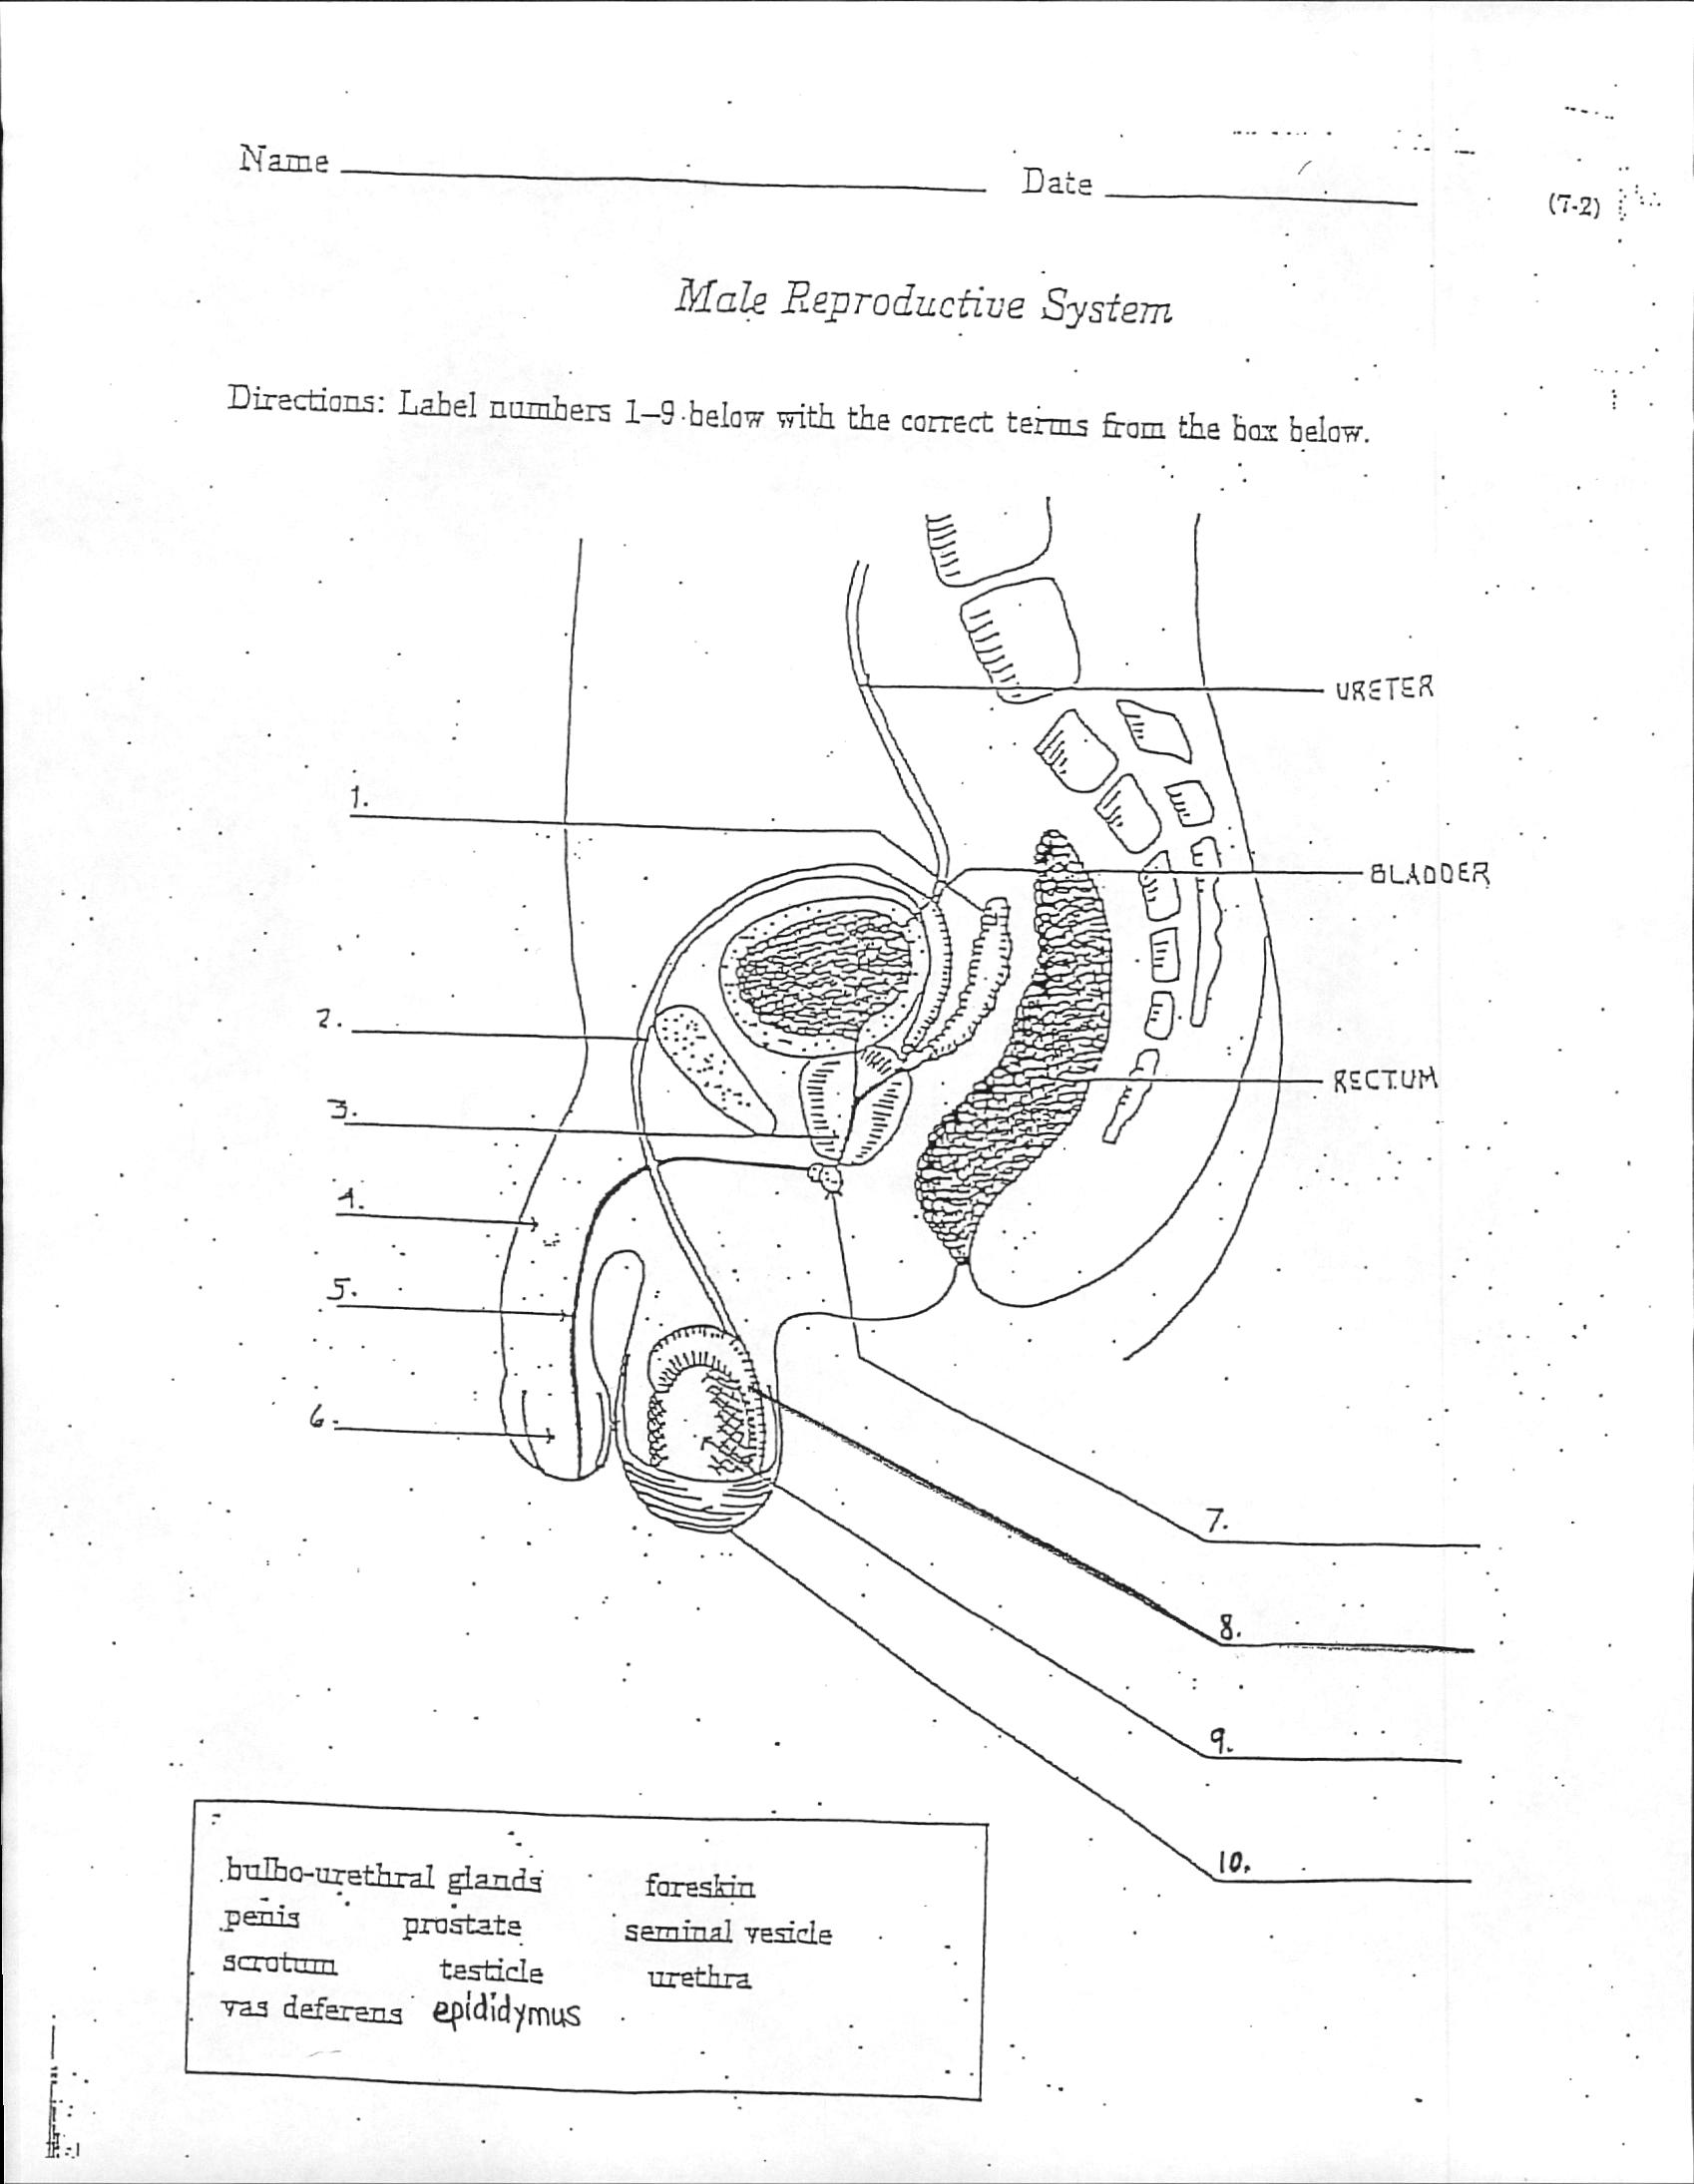 Name Date
(7-2)
Male Reproductive System
Directions: Label numbers 1-9 below with the correct terms from the box below.
URETER
1.
BLADDER
2.
RECTUM
3.
4.
5.
6.
7.
8.
9.
10.
bulbo-urethral glands foreskin
penis prostate seminal vesicle
scrotum testicle urethra
vas deferens epididymus